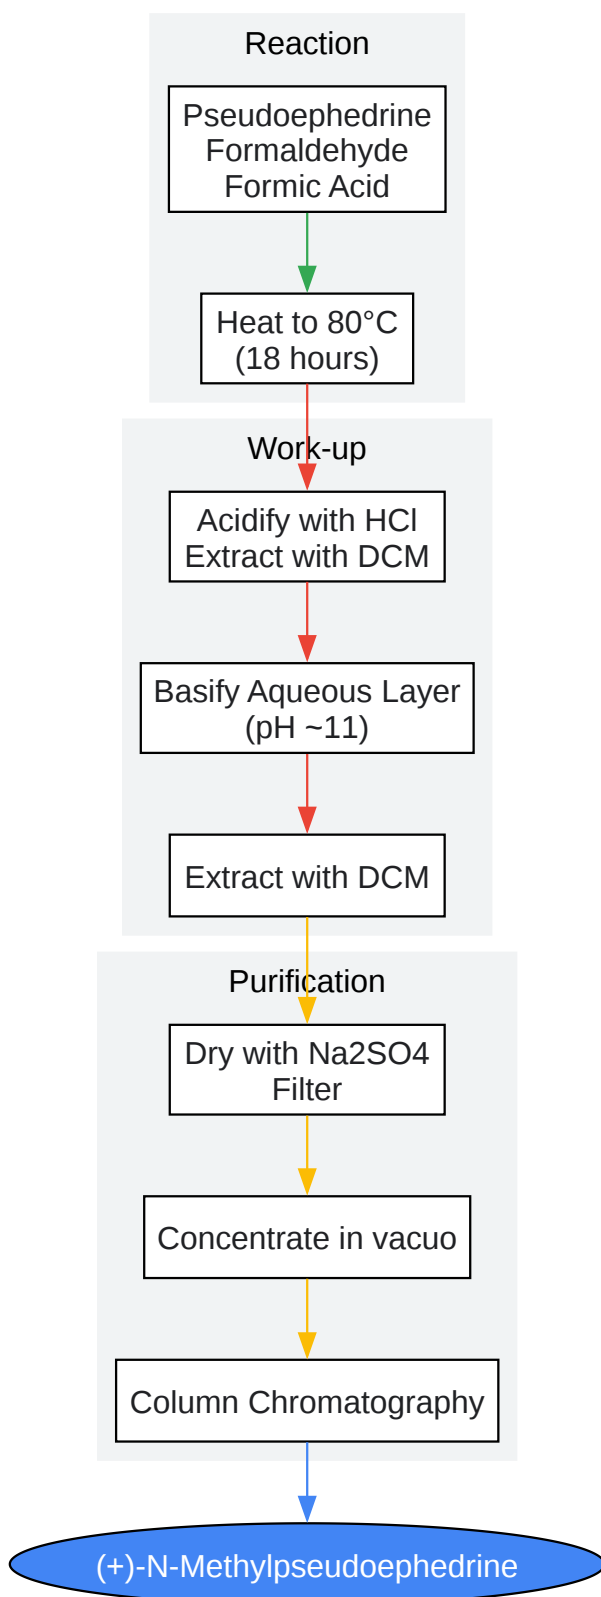 Reaction
Pseudoephedrine
Formaldehyde
Formic Acid
Heat to 80°C
(18 hours)
Work-up
Acidify with HCl
Extract with DCM
Basify Aqueous Layer
(pH ~11)
Extract with DCM
Purification
Dry with Na2SO4
Filter
Concentrate in vacuo
Column Chromatography
(+)-N-Methylpseudoephedrine